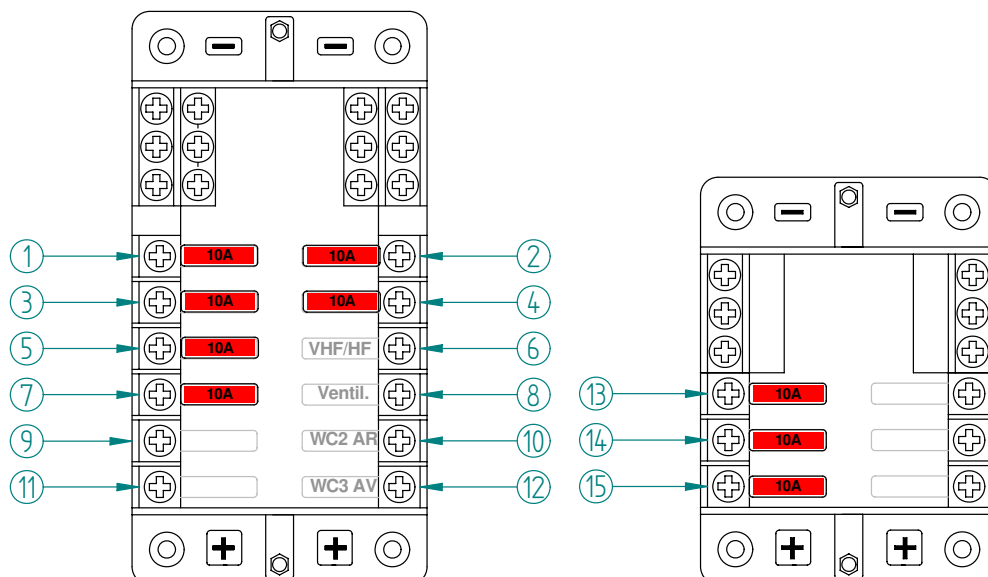 1 10A 10A 2
3 10A 10A 4
5 10A VHF/HF 6
7 10A Ventil. 8
9 WC2 AR 10
11 WC3 AV 12
13 10A
14 10A
15 10A